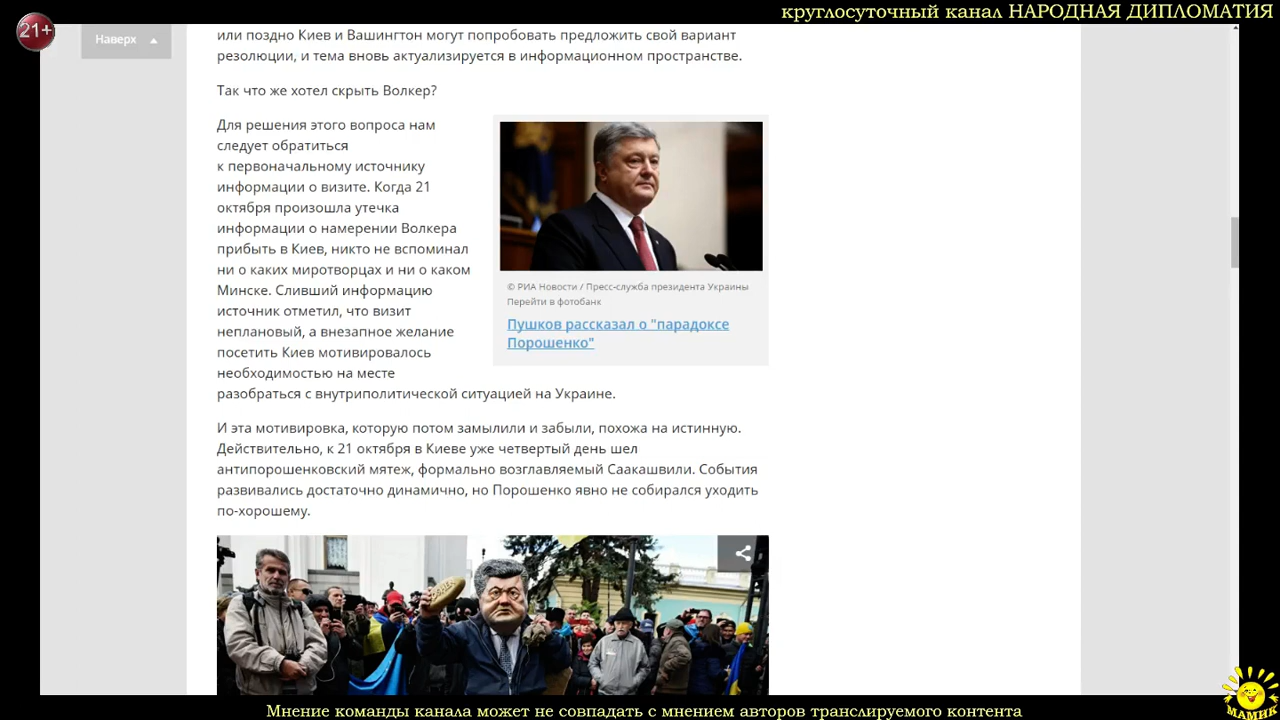 круглосуточный канал НАРОДНАЯ ДИПЛОМАТИЯ
21+
Наверх
или поздно Киев и Вашингтон могут попробовать предложить свой вариант
резолюции, и тема вновь актуализируется в информационном пространстве.
Так что же хотел скрыть Волкер?
Для решения этого вопроса нам
следует обратиться
к первоначальному источнику
информации о визите. Когда 21
октября произошла утечка
информации о намерении Волкера
прибыть в Киев, никто не вспоминал
ни о каких миротворцах и ни о каком
Минске. Сливший информацию
источник отметил, что визит
неплановый, а внезапное желание
посетить Киев мотивировалось
необходимостью на месте
разобраться с внутриполитической ситуацией на Украине.
© РИА Новости / Пресс-служба президента Украины
Перейти в фотобанк
Пушков рассказал о "парадоксе
Порошенко"
И эта мотивировка, которую потом замылили и забыли, похожа на истинную.
Действительно, к 21 октября в Киеве уже четвертый день шел
антипорошенковский мятеж, формально возглавляемый Саакашвили. События
развивались достаточно динамично, но Порошенко явно не собирался уходить
по-хорошему.
МАМИК
Мнение команды канала может не совпадать с мнением авторов транслируемого контента